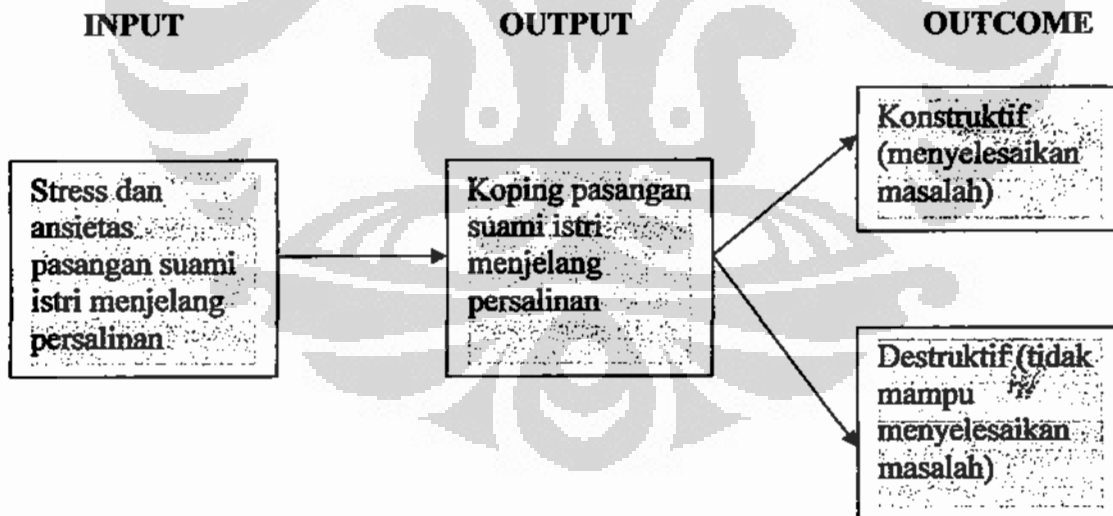 INPUT
OUTPUT
OUTCOME
Stress dan
ansietas
pasangan suami
istri menjelang
persalinan
Koping pasangan
suami istri
menjelang
persalinan
Konstruktif
(menyelesaikan
masalah)
Destruktif (tidak
mampu
menyelesaikan
masalah)